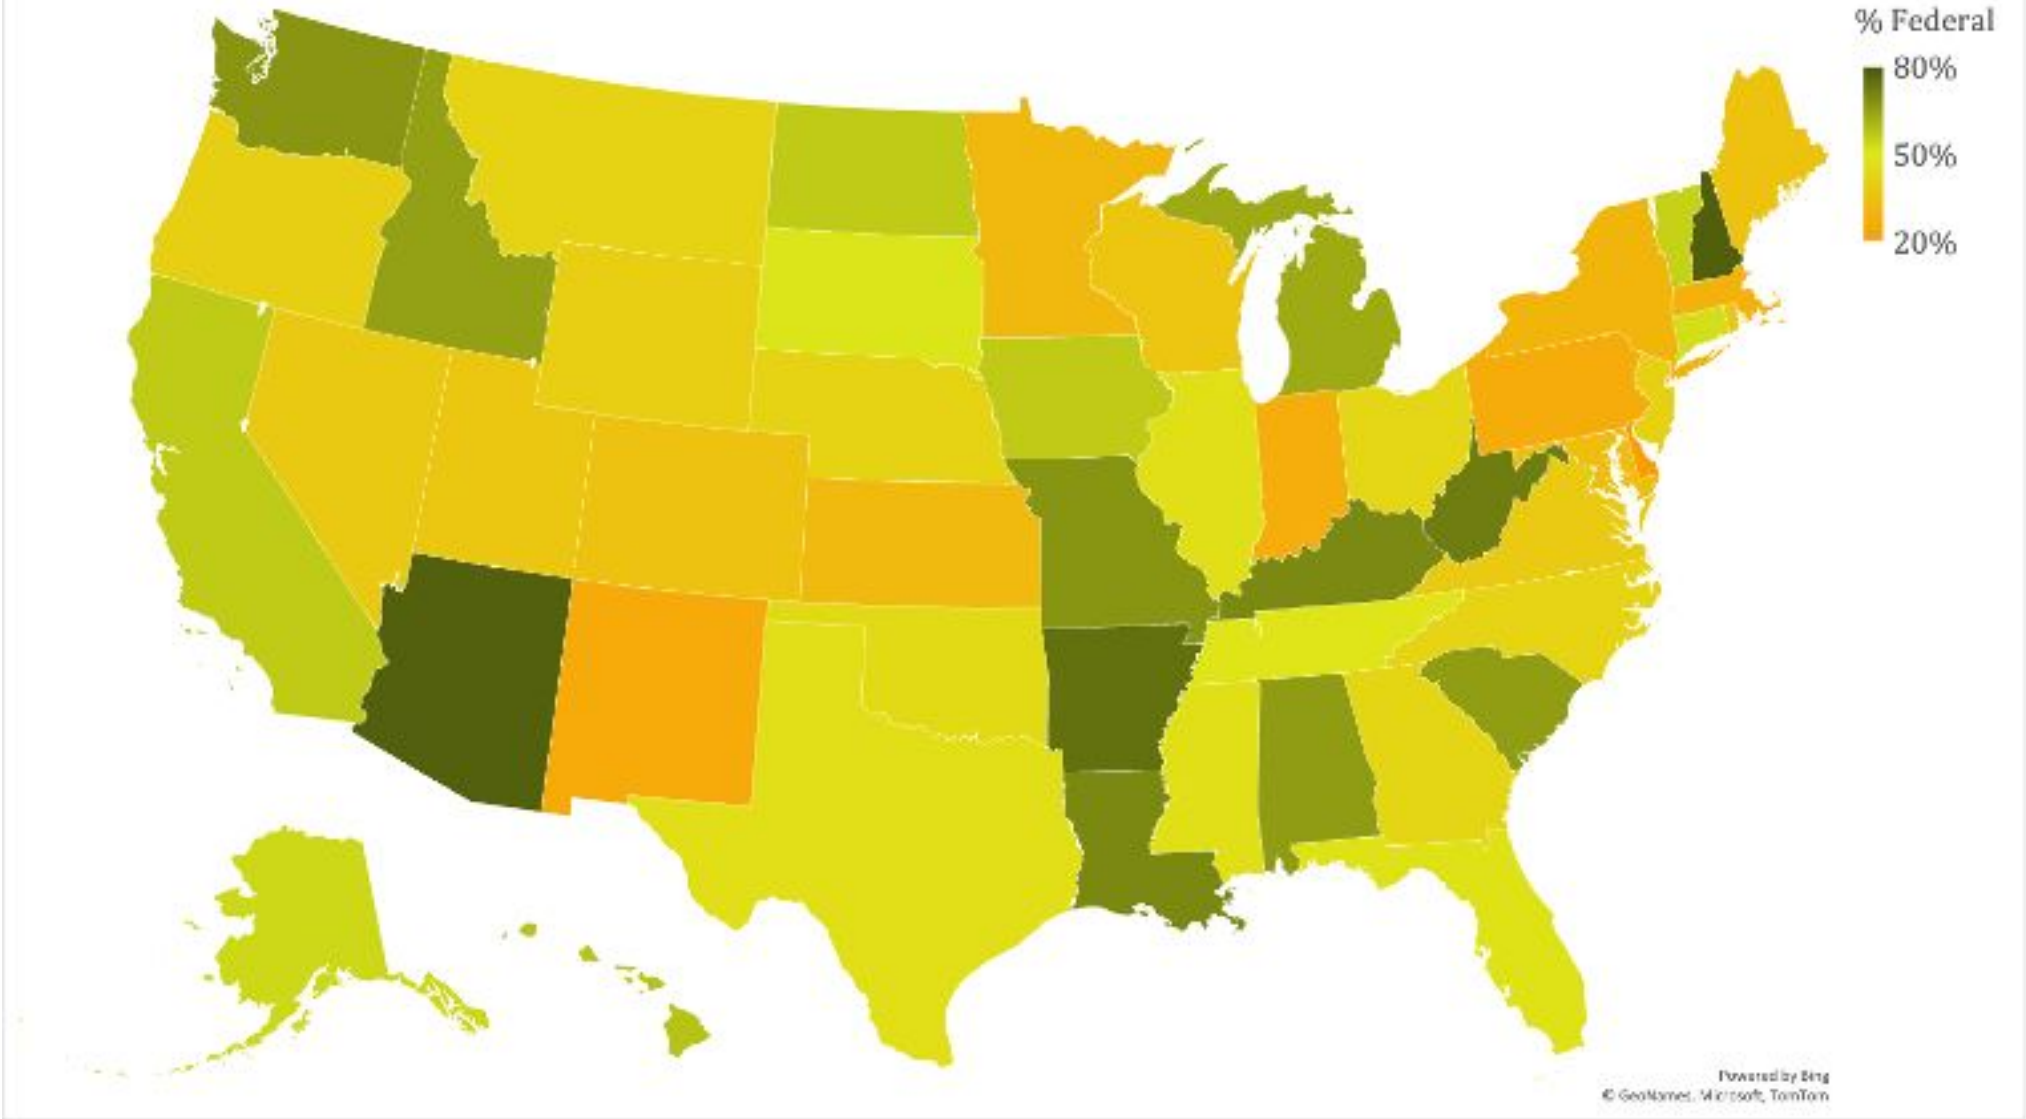 % Federal
80%
50%
20%
Powered by Bing
© GeoNames, Microsoft, TomTom